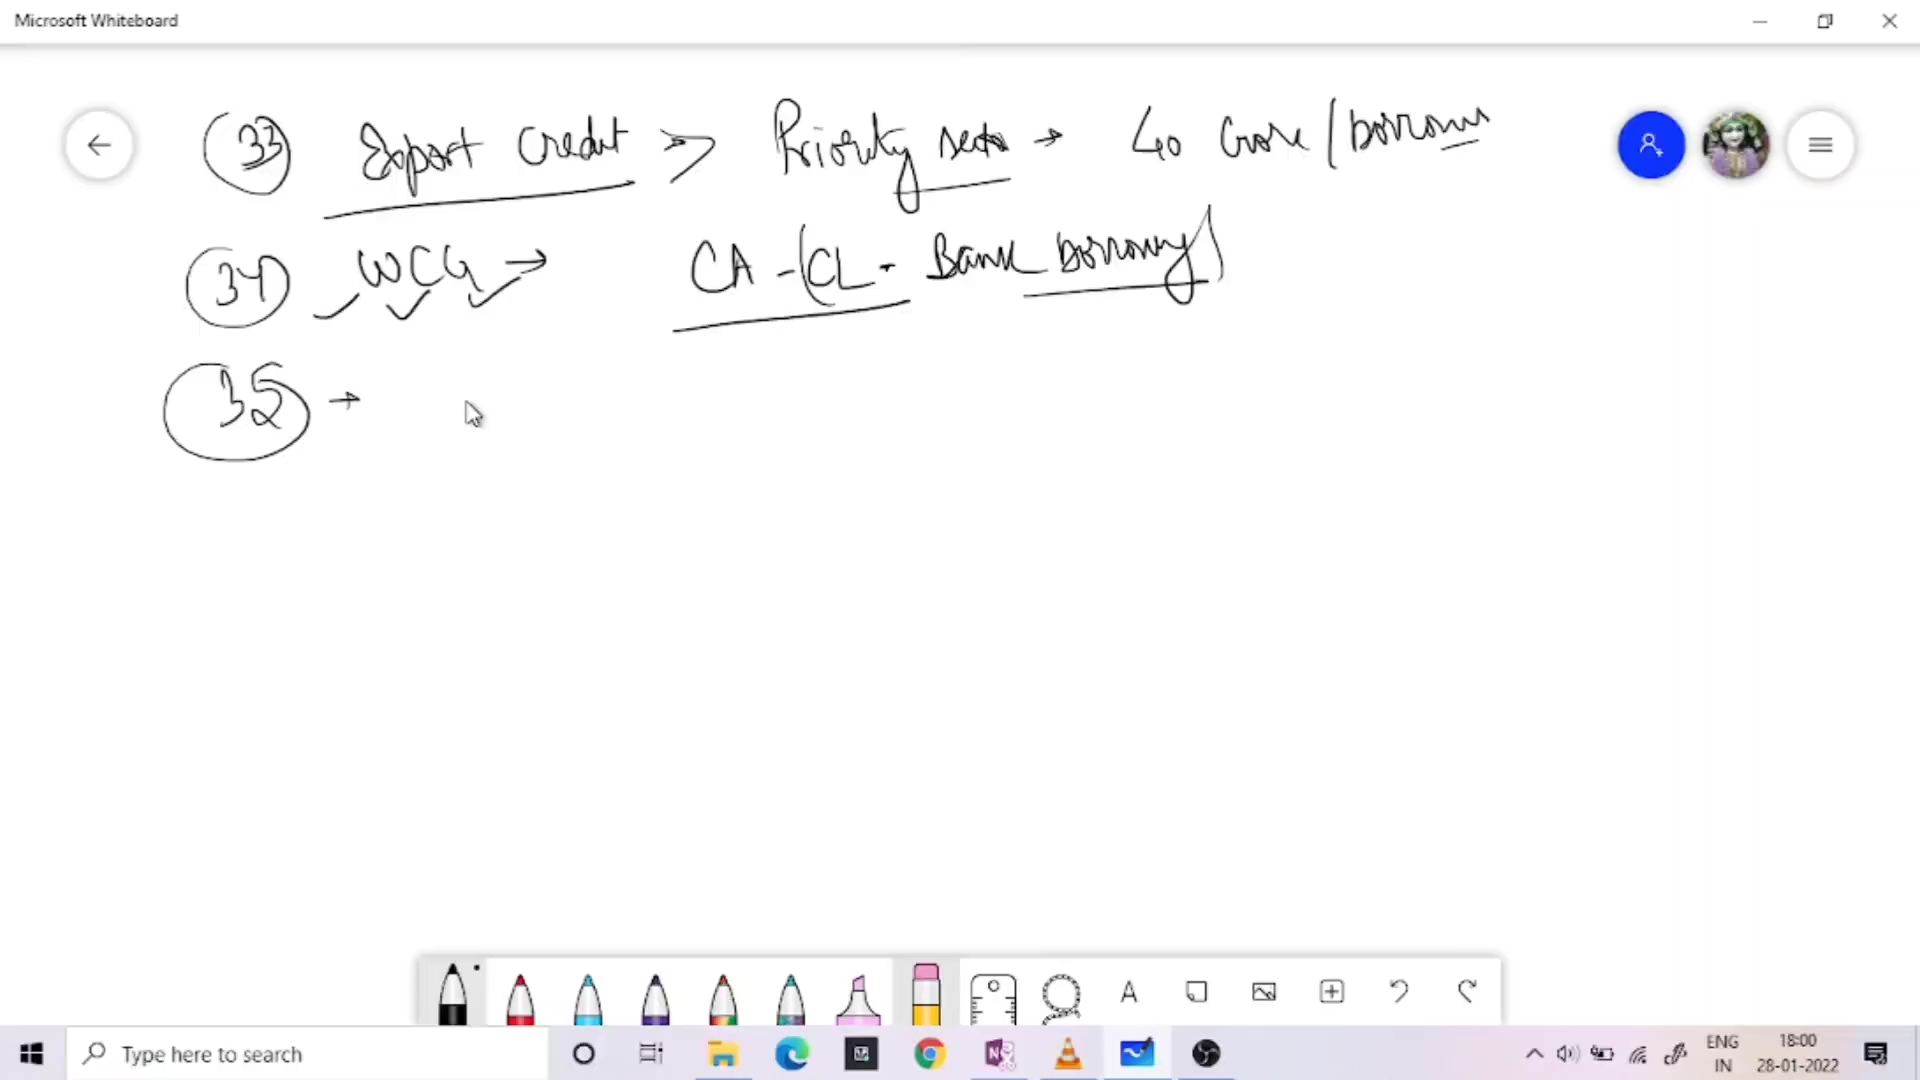 Microsoft Whiteboard
33 Export Credit → Priority sector → 40 Crore / borrower
34 WCG → CA - (CL - Bank borrowing)
35 →
A
Type here to search
ENG
IN
18:00
28-01-2022